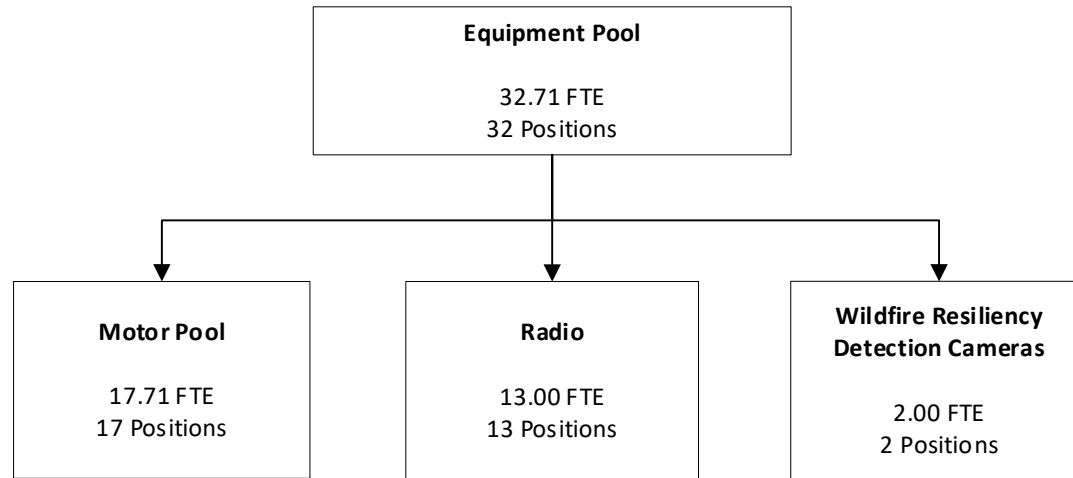 Equipment Pool
32.71 FTE
32 Positions
Motor Pool
17.71 FTE
17 Positions
Radio
13.00 FTE
13 Positions
Wildfire Resiliency
Detection Cameras
2.00 FTE
2 Positions